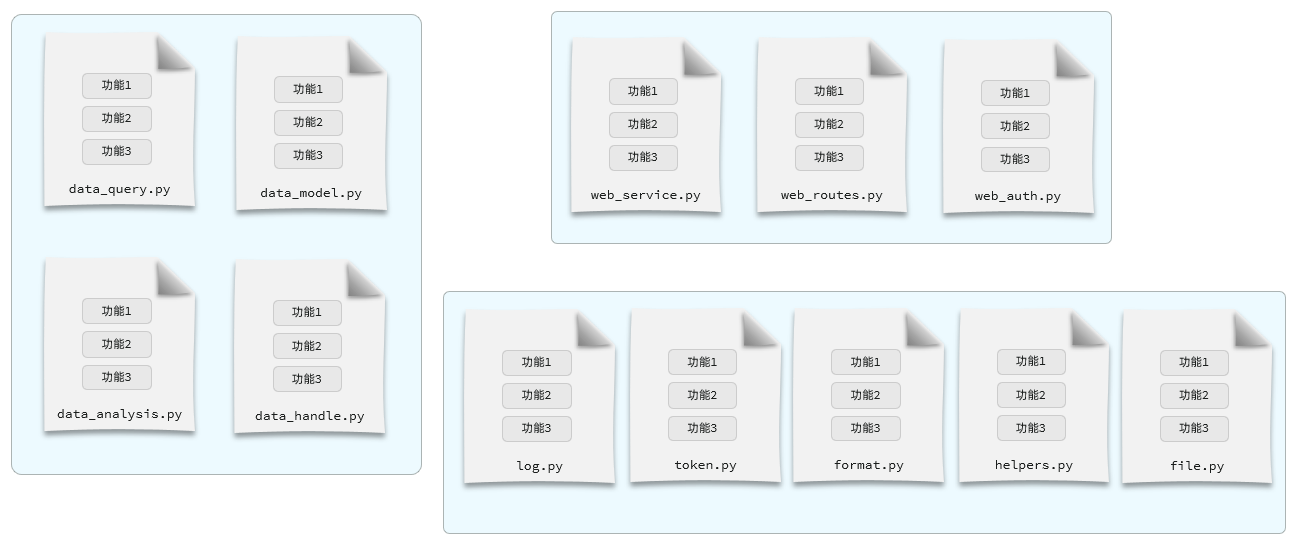 功能1
功能2
功能3
data_query.py
功能1
功能2
功能3
data_model.py
功能1
功能2
功能3
data_analysis.py
功能1
功能2
功能3
data_handle.py
功能1
功能2
功能3
web_service.py
功能1
功能2
功能3
web_routes.py
功能1
功能2
功能3
web_auth.py
功能1
功能2
功能3
log.py
功能1
功能2
功能3
token.py
功能1
功能2
功能3
format.py
功能1
功能2
功能3
helpers.py
功能1
功能2
功能3
file.py